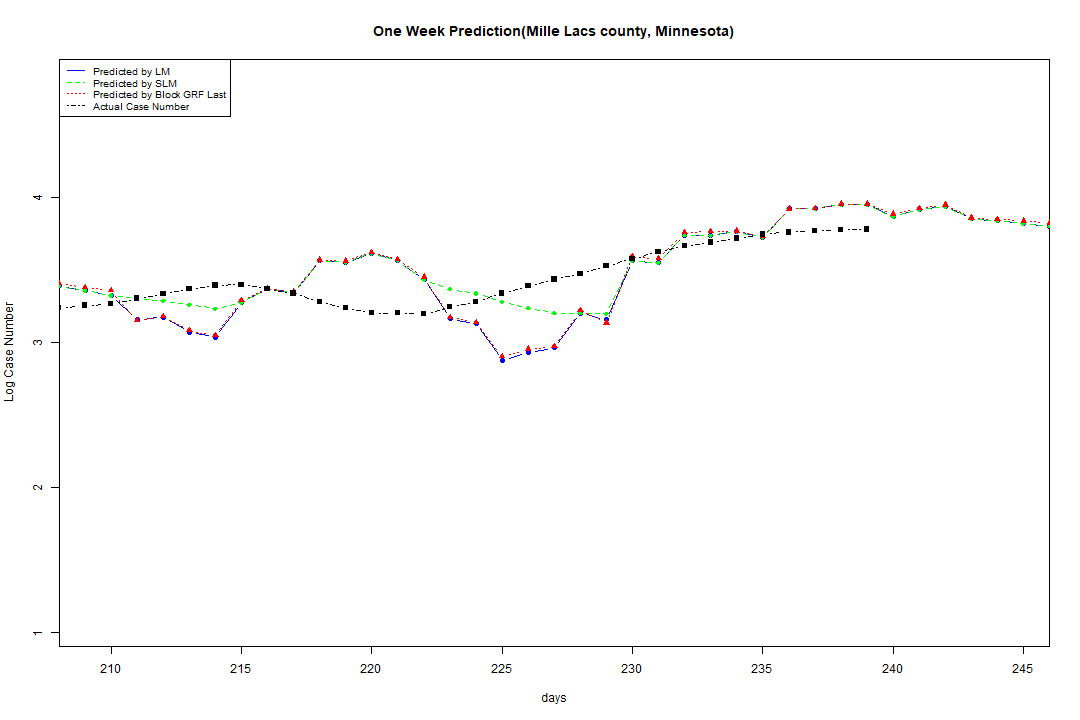 One Week Prediction(Mille Lacs county, Minnesota)
Predicted by LM
Predicted by SLM
Predicted by Block GRF Last
Actual Case Number
4
3
2
1
Log Case Number
210 215 220 225 230 235 240 245
days